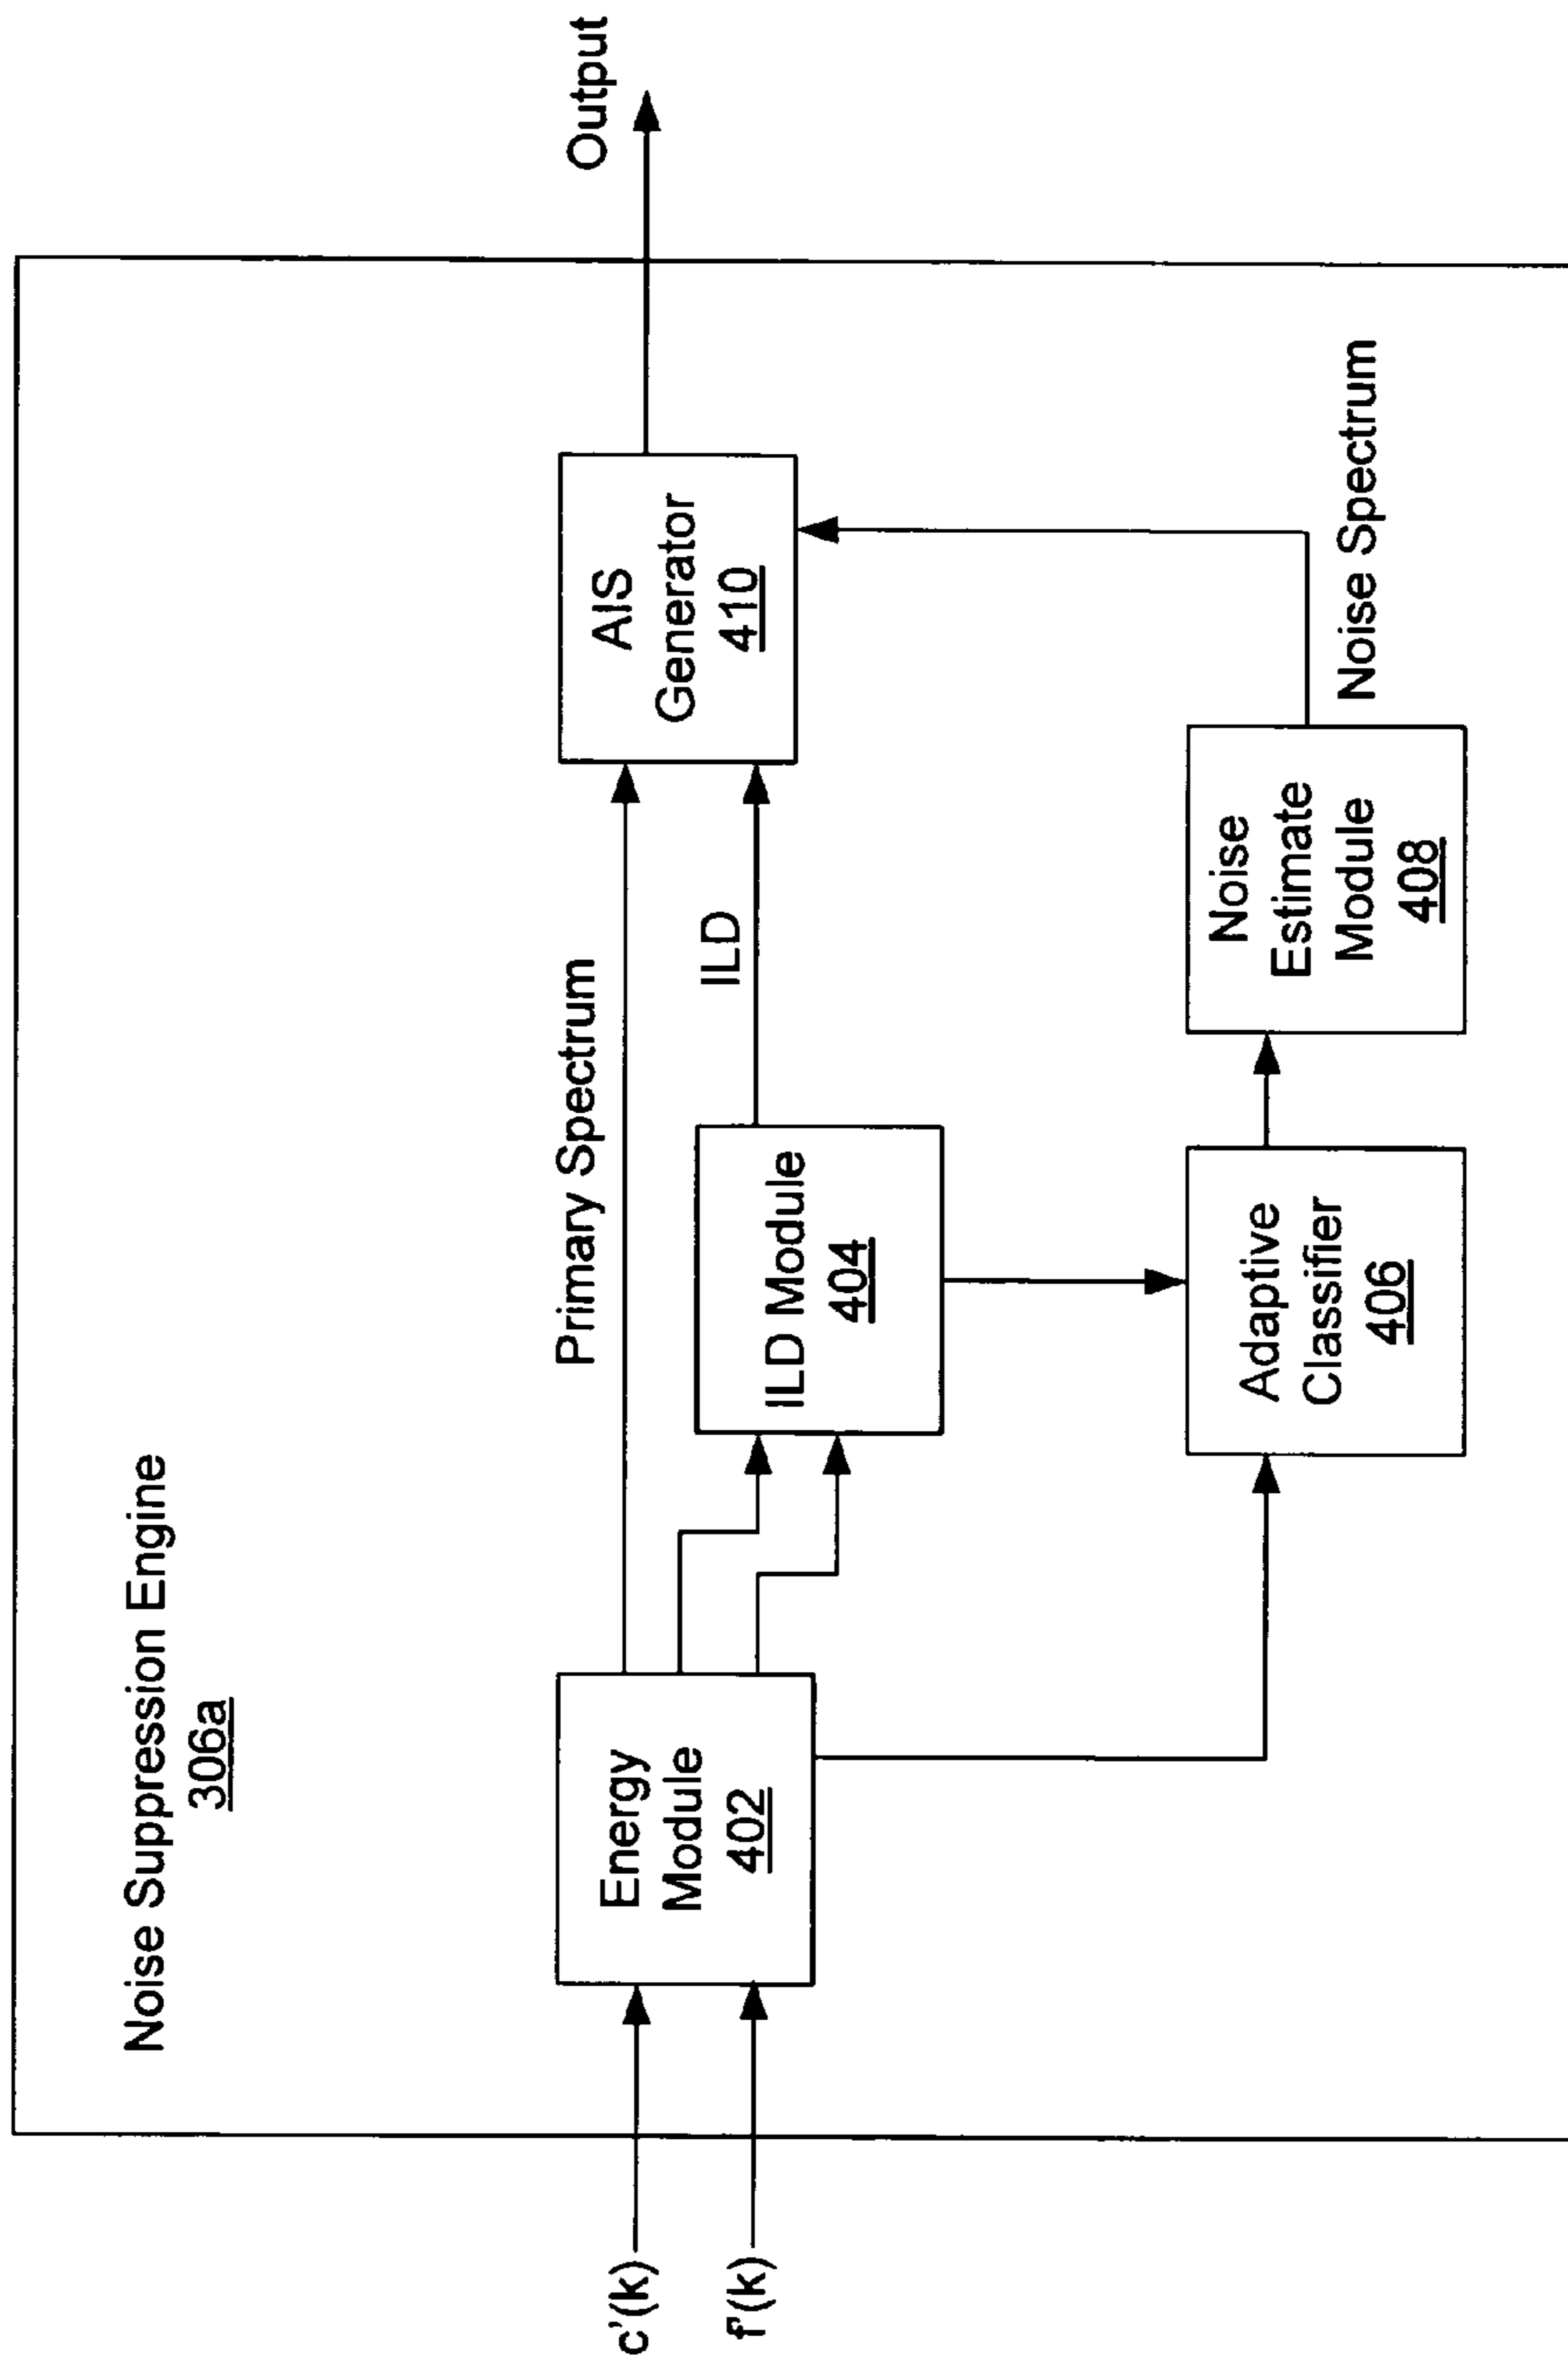 Noise Suppression Engine
306a
c'(k)
f'(k)
Energy
Module
402
Primary Spectrum
ILD Module
404
ILD
AIS
Generator
410
Output
Adaptive
Classifier
406
Noise
Estimate
Module
408
Noise Spectrum